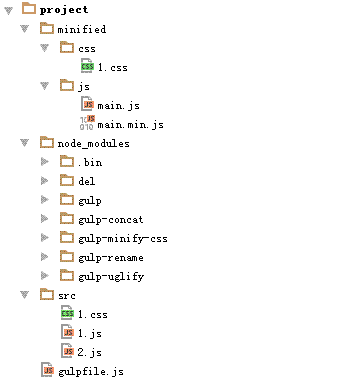 project
minified
css
1.css
js
main.js
main.min.js
node_modules
.bin
del
gulp
gulp-concat
gulp-minify-css
gulp-rename
gulp-uglify
src
1.css
1.js
2.js
gulpfile.js